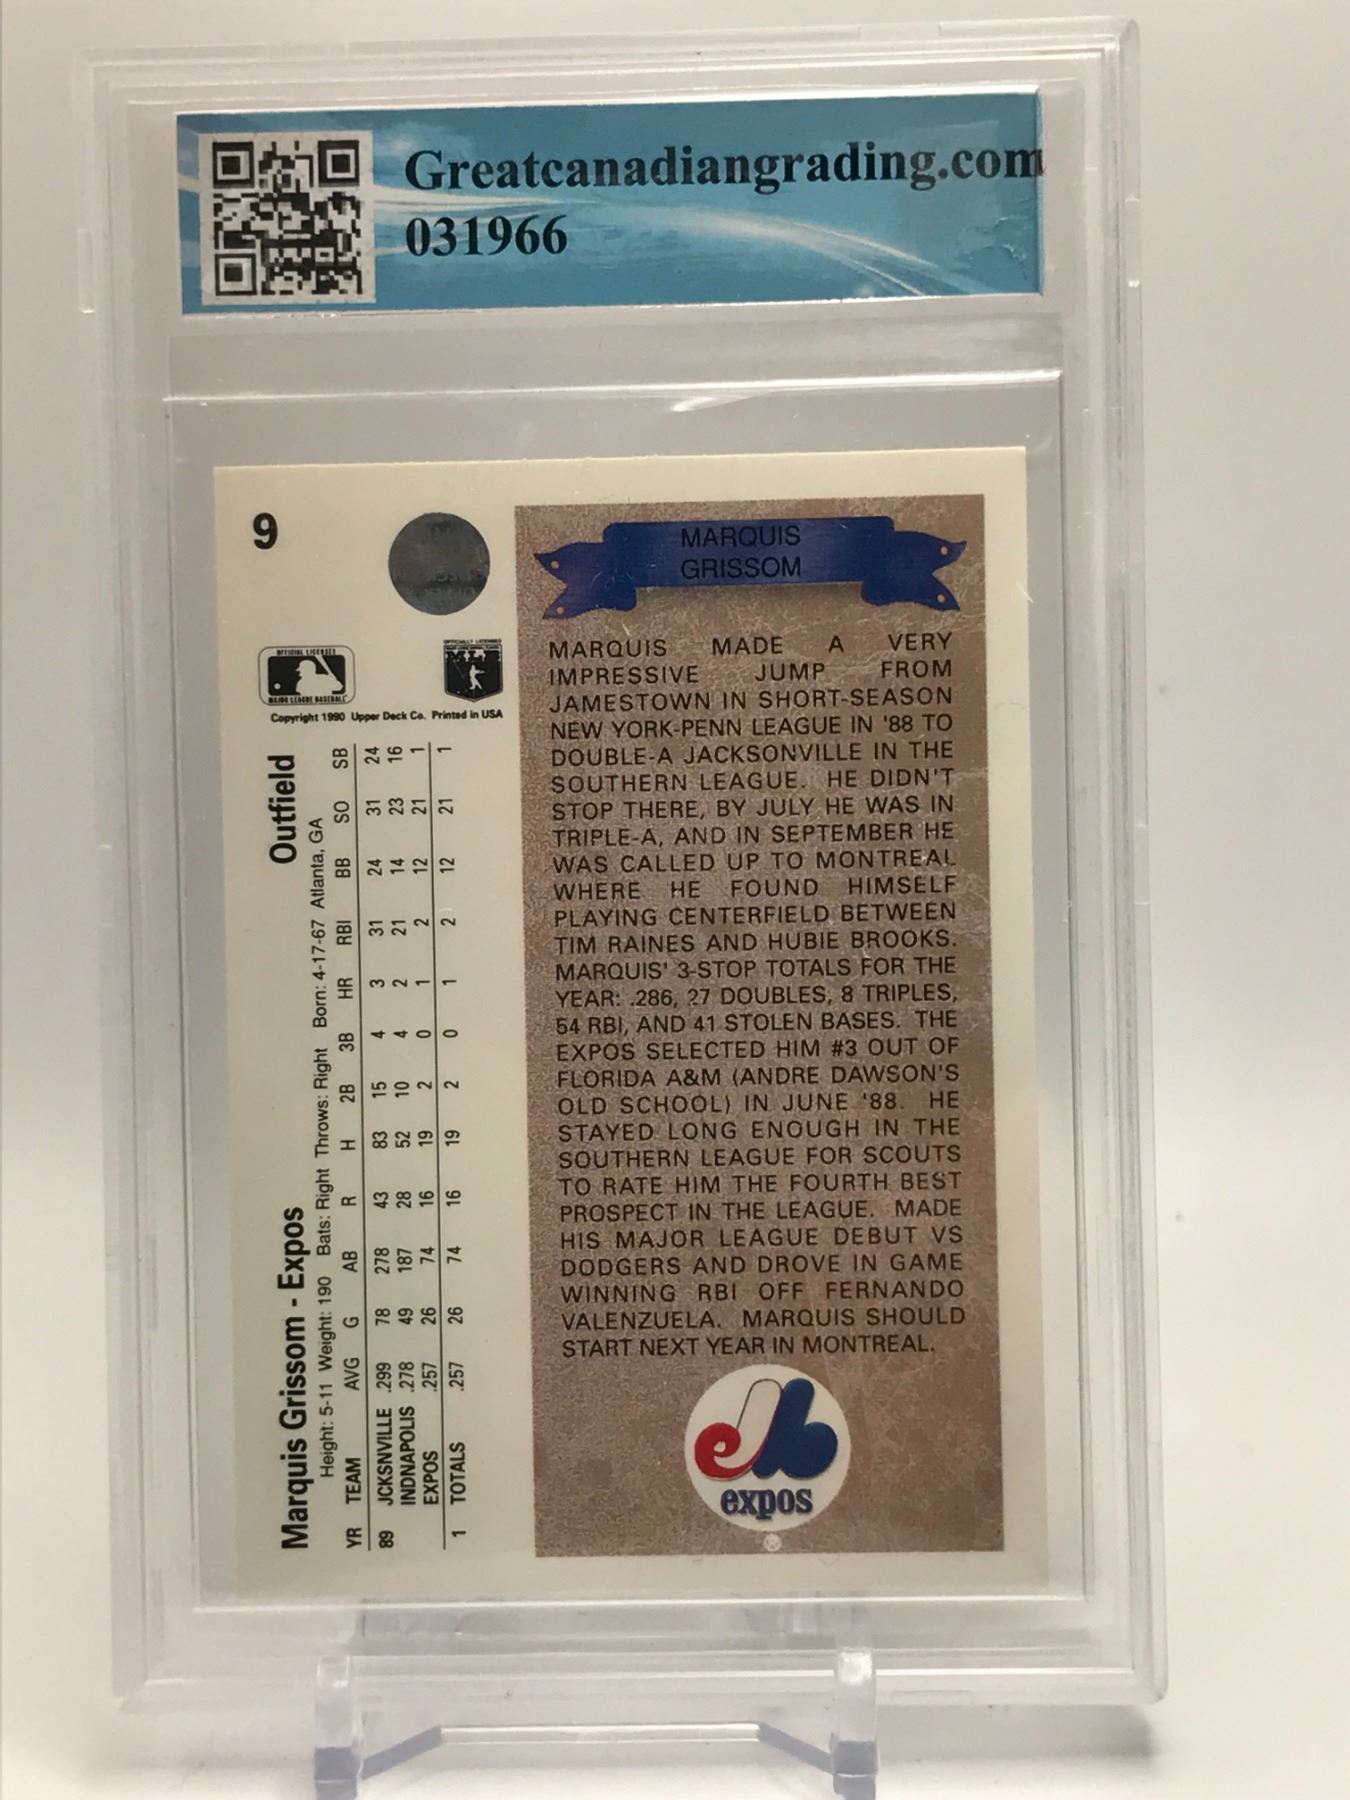 Greatcanadiangrading.com
031966
9
OFFICIAL LICENSEE
MAJOR LEAGUE BASEBALL
OFFICIALLY LICENSED
Copyright 1990 Upper Deck Co. Printed in USA
Marquis Grissom - Expos Outfield
Height: 5-11 Weight: 190 Bats: Right Throws: Right Born: 4-17-67 Atlanta, GA
YR TEAM AVG G AB R H 2B 3B HR RBI BB SO SB
89 JCKSNVILLE .299 78 278 43 83 15 4 3 31 24 31 24
INDNAPOLIS .278 49 187 28 52 10 4 2 21 14 23 16
EXPOS .257 26 74 16 19 2 0 1 2 12 21 1
1 TOTALS .257 26 74 16 19 2 0 1 2 12 21 1
MARQUIS
GRISSOM
MARQUIS MADE A VERY
IMPRESSIVE JUMP FROM
JAMESTOWN IN SHORT-SEASON
NEW YORK-PENN LEAGUE IN '88 TO
DOUBLE-A JACKSONVILLE IN THE
SOUTHERN LEAGUE. HE DIDN'T
STOP THERE, BY JULY HE WAS IN
TRIPLE-A, AND IN SEPTEMBER HE
WAS CALLED UP TO MONTREAL
WHERE HE FOUND HIMSELF
PLAYING CENTERFIELD BETWEEN
TIM RAINES AND HUBIE BROOKS.
MARQUIS' 3-STOP TOTALS FOR THE
YEAR: .286, 27 DOUBLES, 8 TRIPLES,
54 RBI, AND 41 STOLEN BASES. THE
EXPOS SELECTED HIM #3 OUT OF
FLORIDA A&M (ANDRE DAWSON'S
OLD SCHOOL) IN JUNE '88. HE
STAYED LONG ENOUGH IN THE
SOUTHERN LEAGUE FOR SCOUTS
TO RATE HIM THE FOURTH BEST
PROSPECT IN THE LEAGUE. MADE
HIS MAJOR LEAGUE DEBUT VS
DODGERS AND DROVE IN GAME
WINNING RBI OFF FERNANDO
VALENZUELA. MARQUIS SHOULD
START NEXT YEAR IN MONTREAL.
expos
®